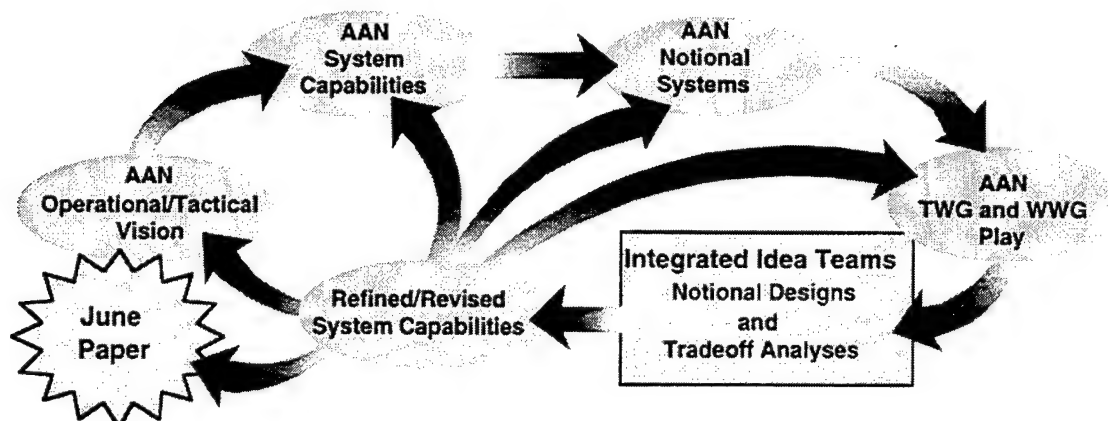 AAN
System
Capabilities
AAN
Notional
Systems
AAN
Operational/Tactical
Vision
AAN
TWG and WWG
Play
Integrated Idea Teams
Notional Designs
and
Tradeoff Analyses
Refined/Revised
System Capabilities
June
Paper